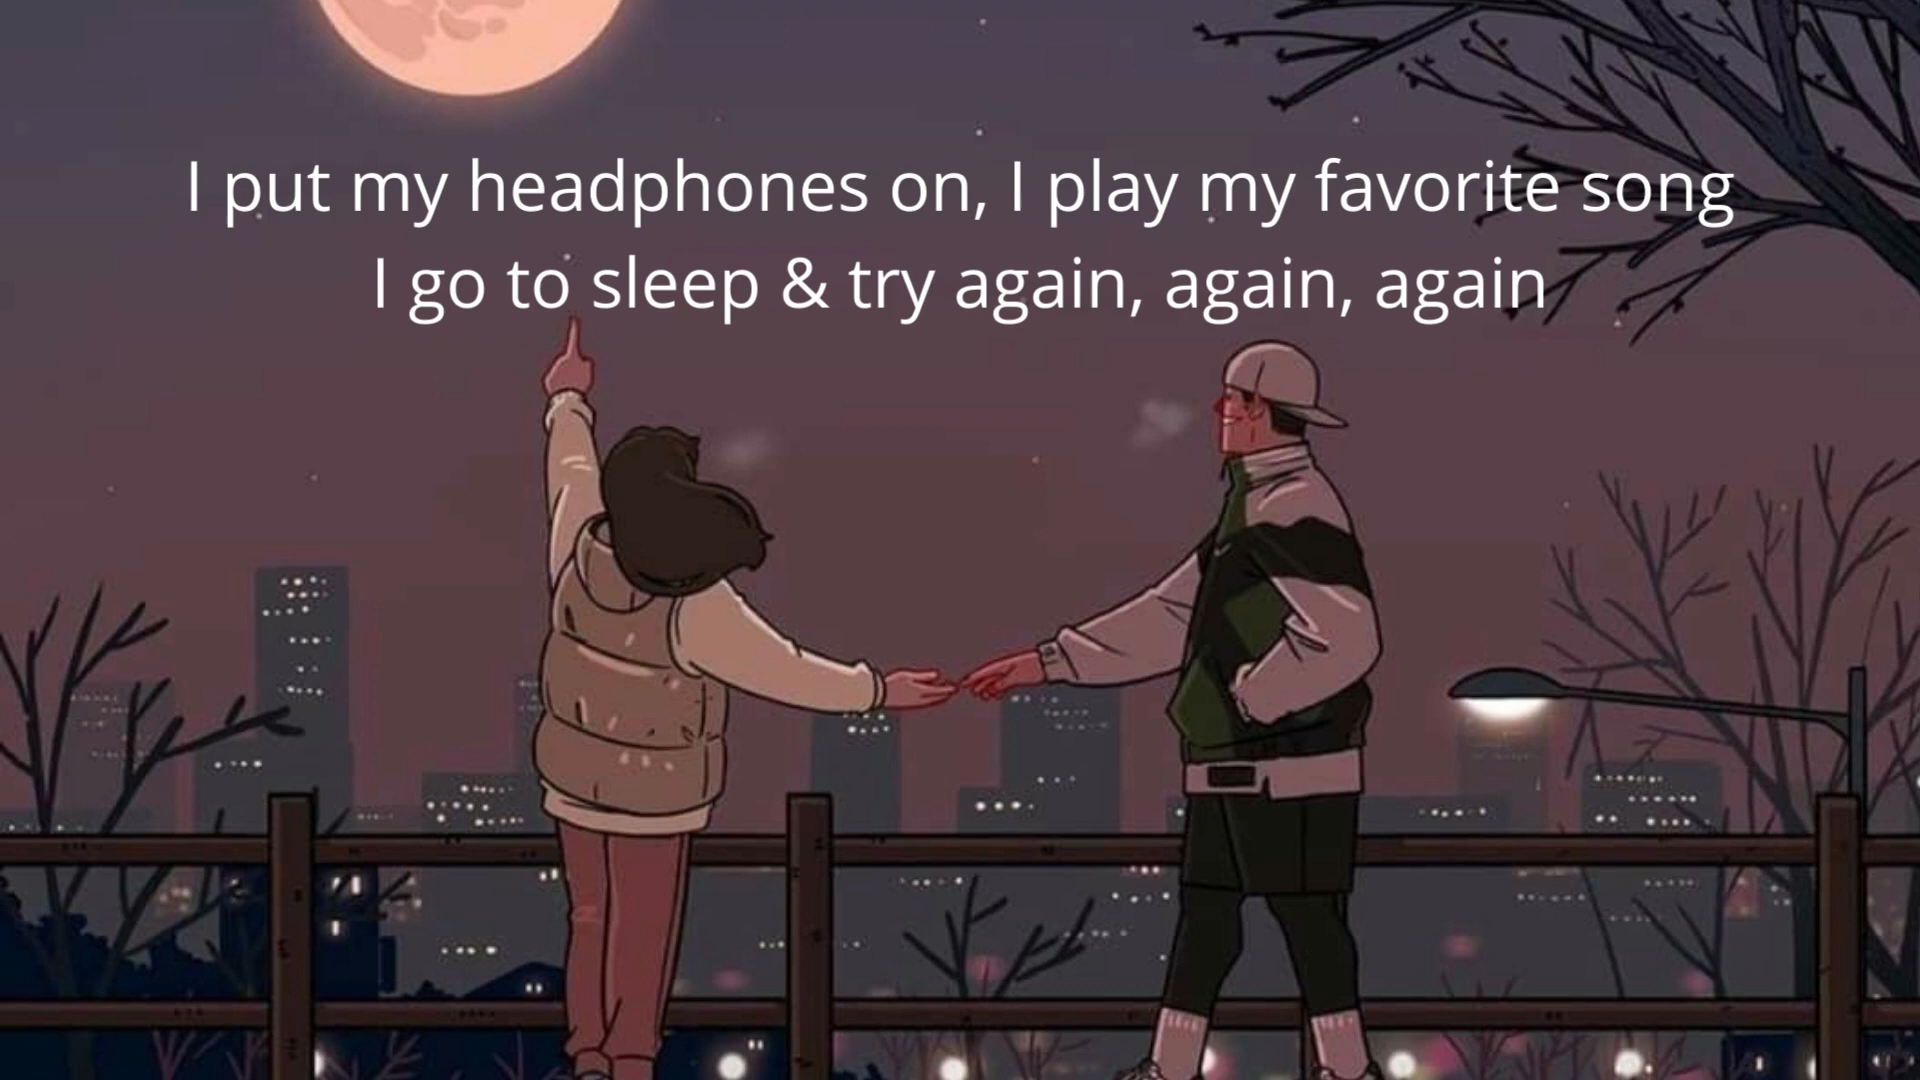 I put my headphones on, I play my favorite song
I go to sleep & try again, again, again